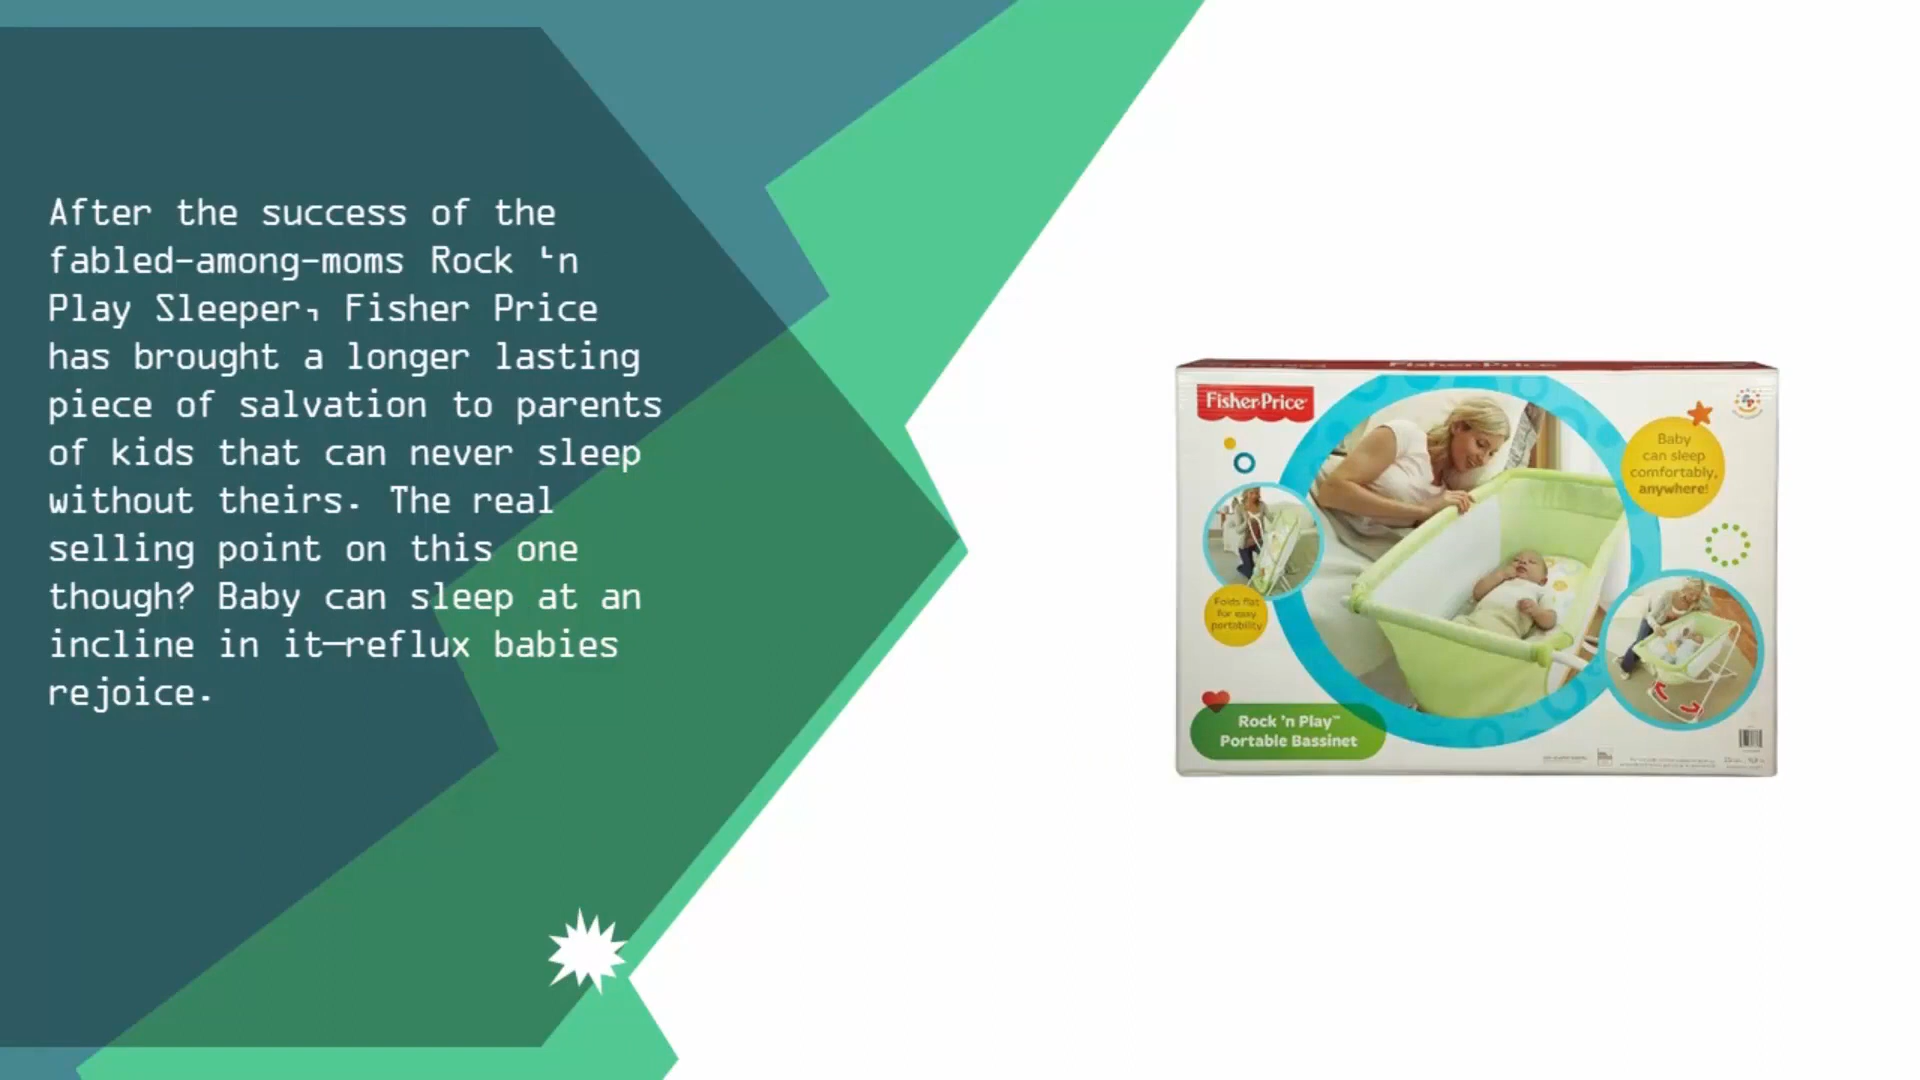 After the success of the
fabled-among-moms Rock ‘n
Play Sleeper, Fisher Price
has brought a longer lasting
piece of salvation to parents
of kids that can never sleep
without theirs. The real
selling point on this one
though? Baby can sleep at an
incline in it—reflux babies
rejoice.
Fisher-Price
Fisher-Price
Baby
can sleep
comfortably,
anywhere!
Folds flat
for easy
portability
Rock 'n Play™
Portable Bassinet